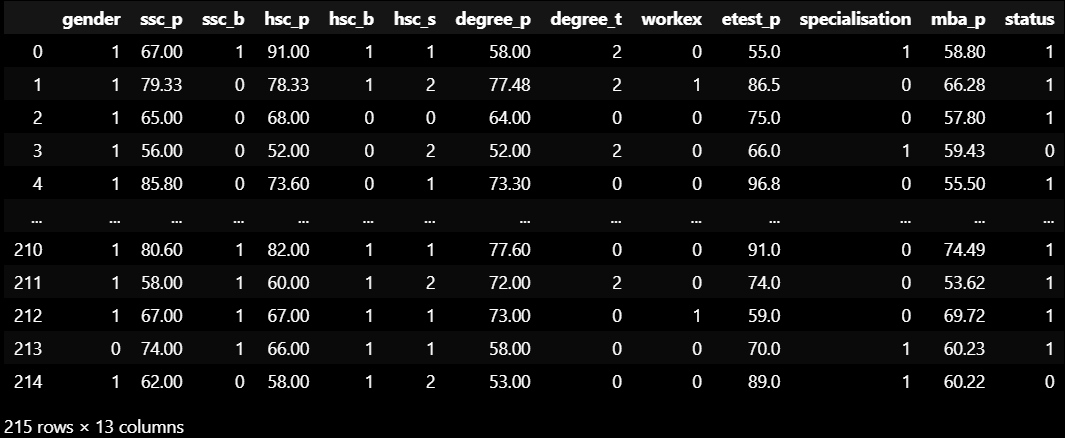 gender ssc_p ssc_b hsc_p hsc_b hsc_s degree_p degree_t workex etest_p specialisation mba_p status
0 1 67.00 1 91.00 1 1 58.00 2 0 55.0 1 58.80 1
1 1 79.33 0 78.33 1 2 77.48 2 1 86.5 0 66.28 1
2 1 65.00 0 68.00 0 0 64.00 0 0 75.0 0 57.80 1
3 1 56.00 0 52.00 0 2 52.00 2 0 66.0 1 59.43 0
4 1 85.80 0 73.60 0 1 73.30 0 0 96.8 0 55.50 1
... ... ... ... ... ... ... ... ... ... ... ... ... ...
210 1 80.60 1 82.00 1 1 77.60 0 0 91.0 0 74.49 1
211 1 58.00 1 60.00 1 2 72.00 2 0 74.0 0 53.62 1
212 1 67.00 1 67.00 1 1 73.00 0 1 59.0 0 69.72 1
213 0 74.00 1 66.00 1 1 58.00 0 0 70.0 1 60.23 1
214 1 62.00 0 58.00 1 2 53.00 0 0 89.0 1 60.22 0
215 rows × 13 columns